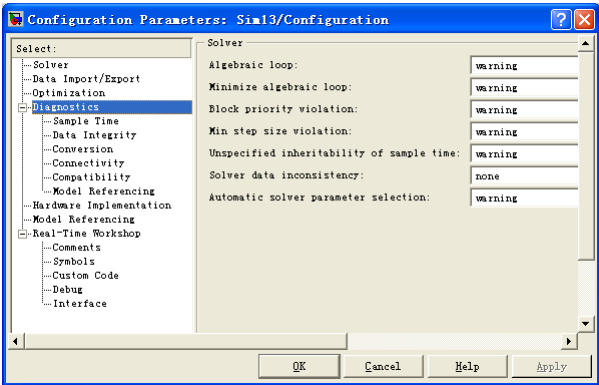 Configuration Parameters: Sim13/Configuration
Select:
Solver
Data Import/Export
Optimization
Diagnostics
Sample Time
Data Integrity
Conversion
Connectivity
Compatibility
Model Referencing
Hardware Implementation
Model Referencing
Real-Time Workshop
Comments
Symbols
Custom Code
Debug
Interface
Solver
Algebraic loop: warning
Minimize algebraic loop: warning
Block priority violation: warning
Min step size violation: warning
Unspecified inheritability of sample time: warning
Solver data inconsistency: none
Automatic solver parameter selection: warning
OK Cancel Help Apply